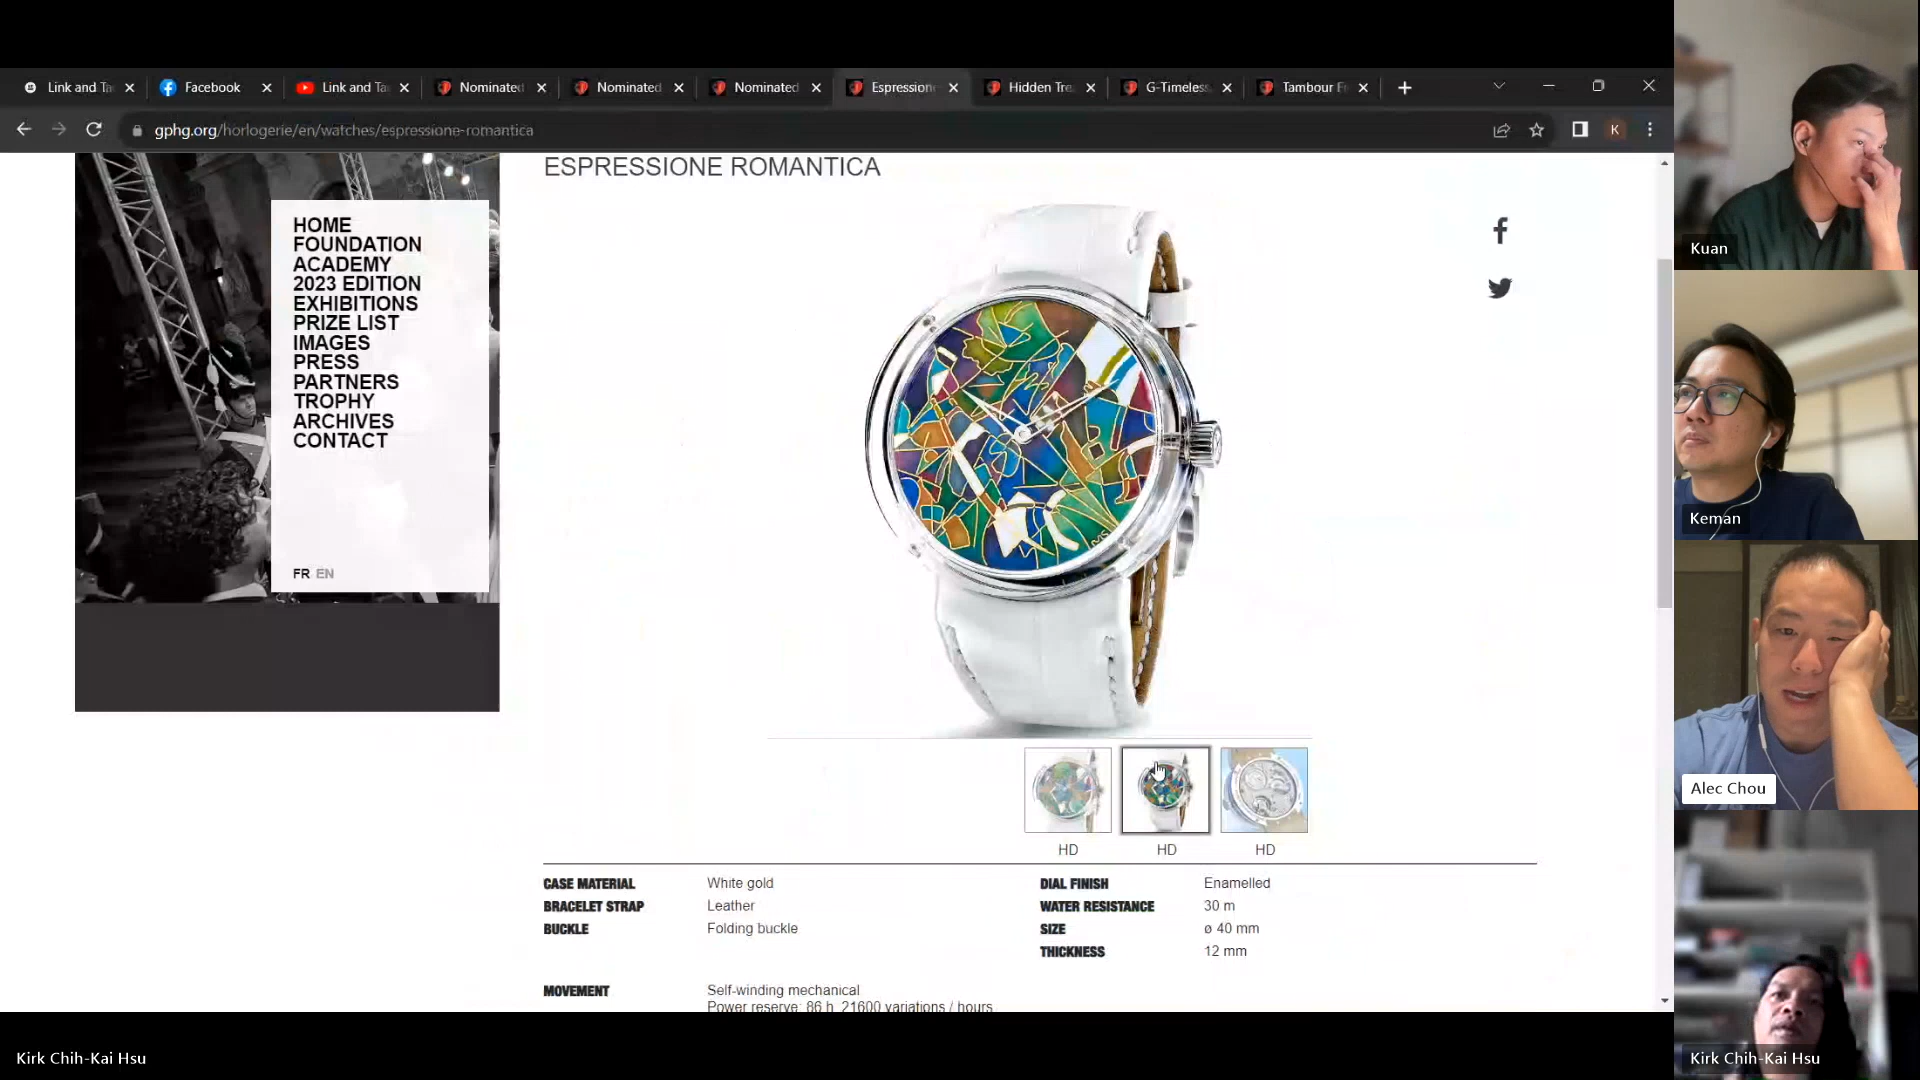 Link and Ta
Facebook
Link and Ta
Nominated
Nominated
Nominated
Espressione
Hidden Tre
G-Timeless
Tambour F
gphg.org/horlogerie/en/watches/espressione-romantica
K
ESPRESSIONE ROMANTICA
HOME
FOUNDATION
ACADEMY
2023 EDITION
EXHIBITIONS
PRIZE LIST
IMAGES
PRESS
PARTNERS
TROPHY
ARCHIVES
CONTACT
FR EN
HD
HD
HD
CASE MATERIAL White gold
BRACELET STRAP Leather
BUCKLE Folding buckle
DIAL FINISH Enamelled
WATER RESISTANCE 30 m
SIZE ø 40 mm
THICKNESS 12 mm
MOVEMENT Self-winding mechanical
Power reserve: 86 h, 21600 variations / hours
Kuan
Keman
Alec Chou
Kirk Chih-Kai Hsu
Kirk Chih-Kai Hsu